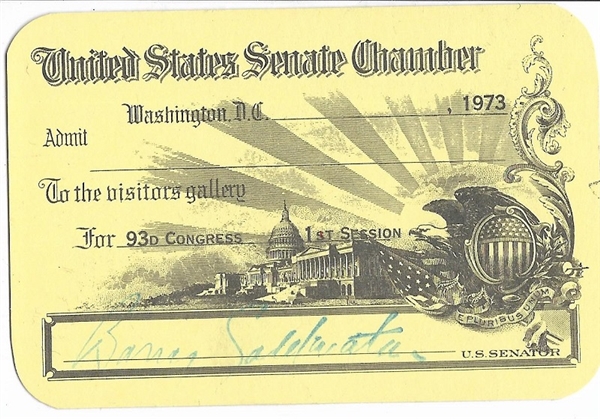 United States Senate Chamber
Washington, D.C. , 1973
Admit
To the visitors gallery
For 93D CONGRESS 1ST SESSION
E PLURIBUS UNUM
Barry Goldwater
U.S. SENATOR